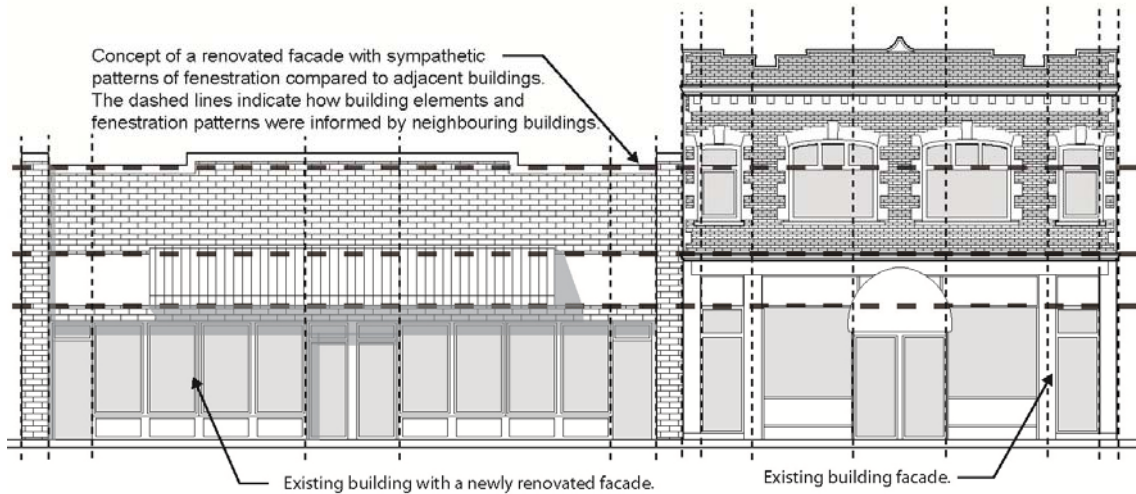 Concept of a renovated facade with sympathetic
patterns of fenestration compared to adjacent buildings.
The dashed lines indicate how building elements and
fenestration patterns were informed by neighbouring buildings.
Existing building with a newly renovated facade.
Existing building facade.